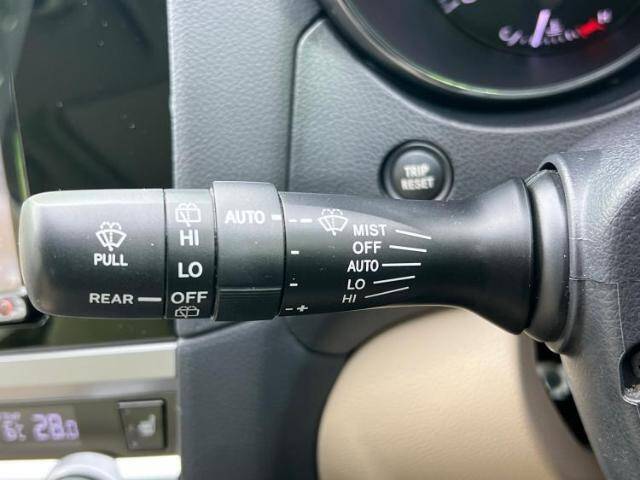 TRIP
RESET
PULL
REAR
HI
LO
OFF
AUTO
- +
MIST
OFF
AUTO
LO
HI
C
H
28.0